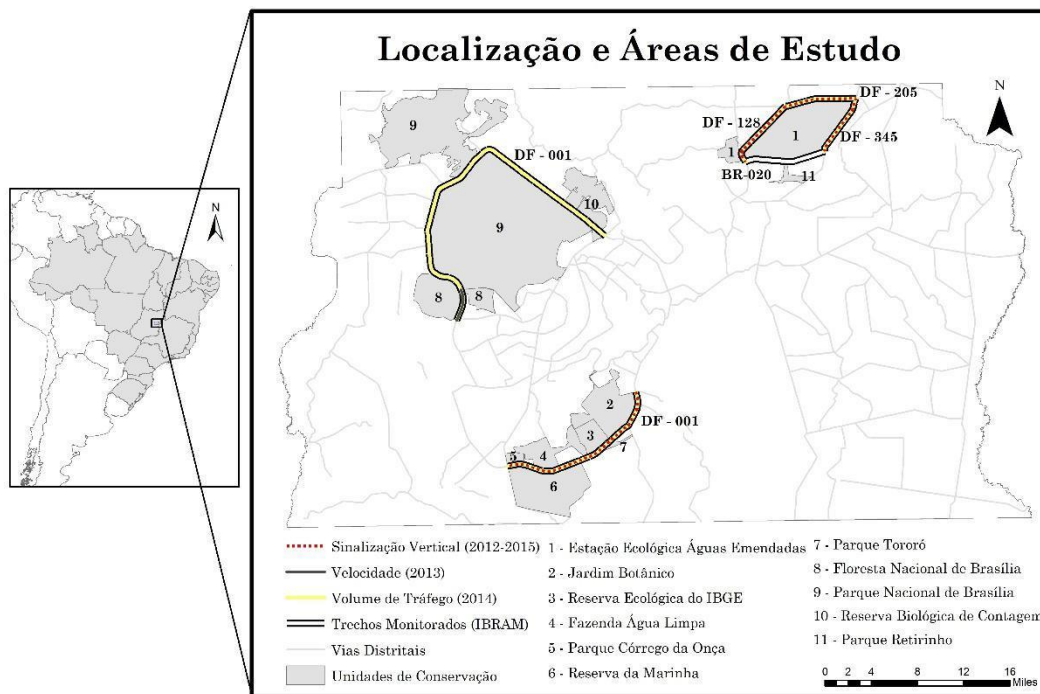 Localização e Áreas de Estudo
N
N
DF - 205
DF - 128
1
DF - 345
1
BR-020
11
9
DF - 001
10
9
8
8
2
DF - 001
3
7
5
4
6
Sinalização Vertical (2012-2015)
Velocidade (2013)
Volume de Tráfego (2014)
Trechos Monitorados (IBRAM)
Vias Distritais
Unidades de Conservação
1 - Estação Ecológica Águas Emendadas
2 - Jardim Botânico
3 - Reserva Ecológica do IBGE
4 - Fazenda Água Limpa
5 - Parque Córrego da Onça
6 - Reserva da Marinha
7 - Parque Tororó
8 - Floresta Nacional de Brasília
9 - Parque Nacional de Brasília
10 - Reserva Biológica de Contagem
11 - Parque Retirinho
0 2 4 8 12 16
Miles